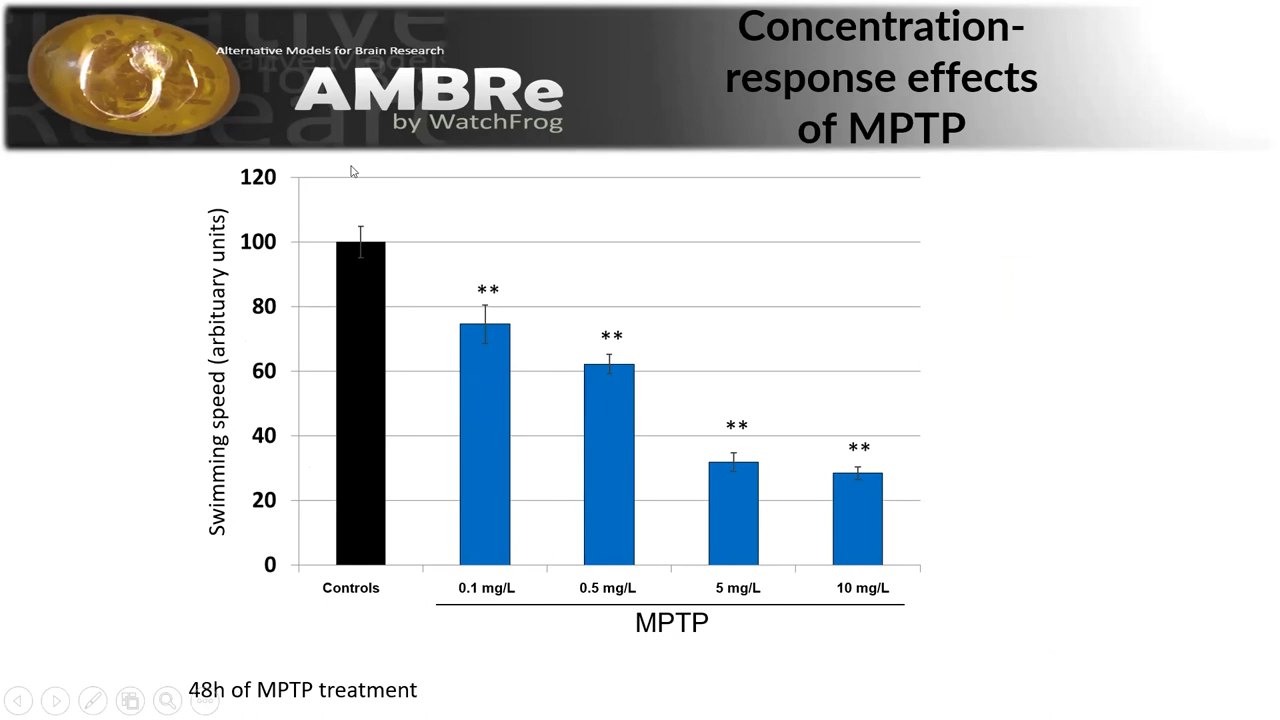 Alternative Models for Brain Research
AMBRe
by WatchFrog
Concentration-
response effects
of MPTP
120
100
80
60
40
20
0
Swimming speed (arbituary units)
**
**
**
**
Controls
0.1 mg/L
0.5 mg/L
5 mg/L
10 mg/L
MPTP
48h of MPTP treatment